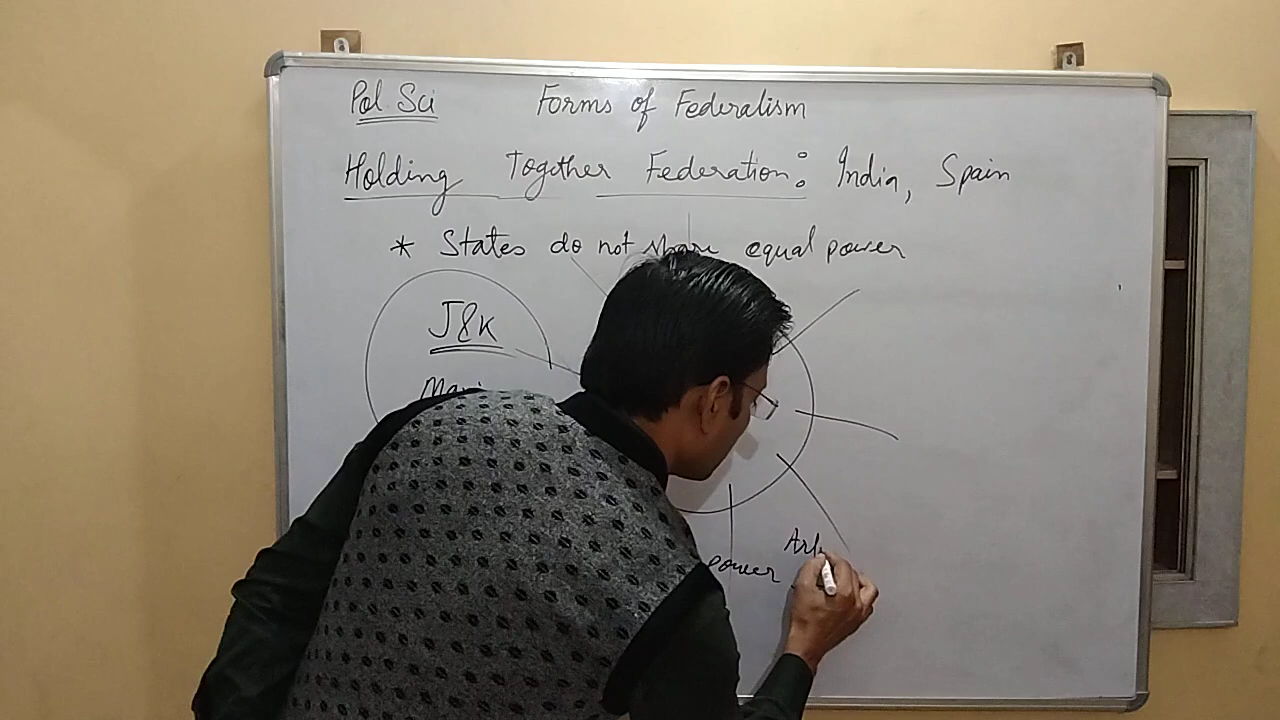 Pol Sci Forms of Federalism
Holding Together Federation: India, Spain
* States do not share equal power
J&K
power